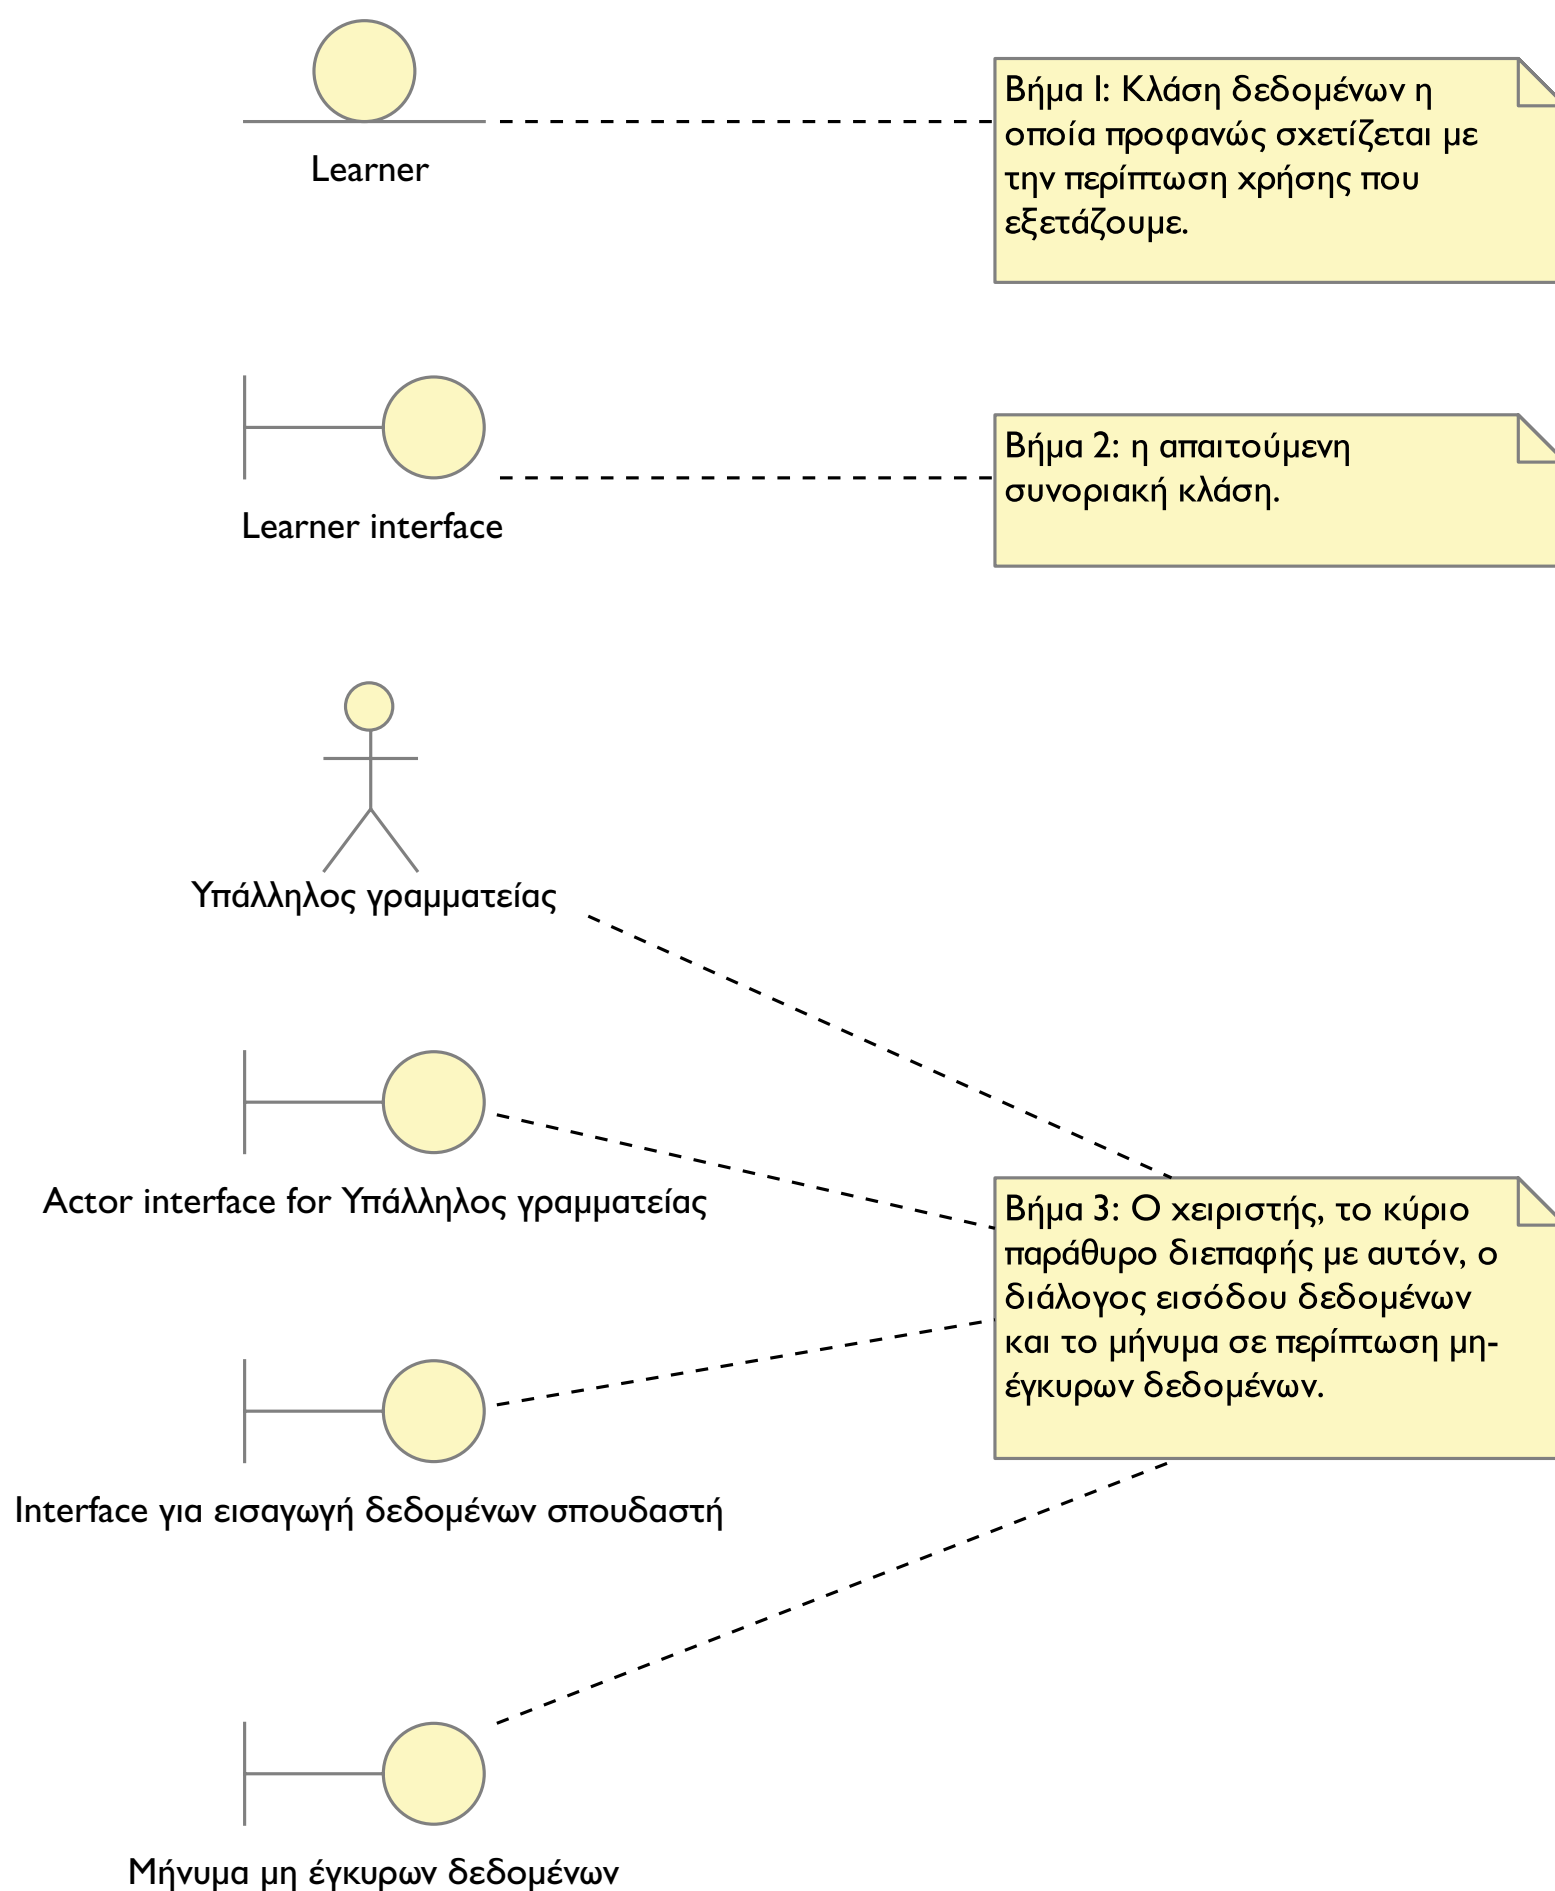 Learner
Βήμα 1: Κλάση δεδομένων η
οποία προφανώς σχετίζεται με
την περίπτωση χρήσης που
εξετάζουμε.
Learner interface
Βήμα 2: η απαιτούμενη
συνοριακή κλάση.
Υπάλληλος γραμματείας
Actor interface for Υπάλληλος γραμματείας
Βήμα 3: Ο χειριστής, το κύριο
παράθυρο διεπαφής με αυτόν, ο
διάλογος εισόδου δεδομένων
και το μήνυμα σε περίπτωση μη-
έγκυρων δεδομένων.
Interface για εισαγωγή δεδομένων σπουδαστή
Μήνυμα μη έγκυρων δεδομένων